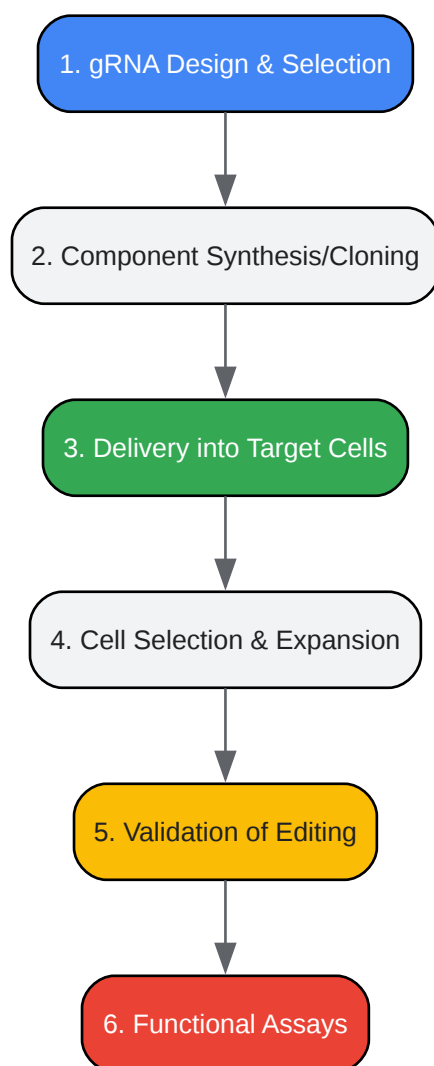 1. gRNA Design & Selection
2. Component Synthesis/Cloning
3. Delivery into Target Cells
4. Cell Selection & Expansion
5. Validation of Editing
6. Functional Assays